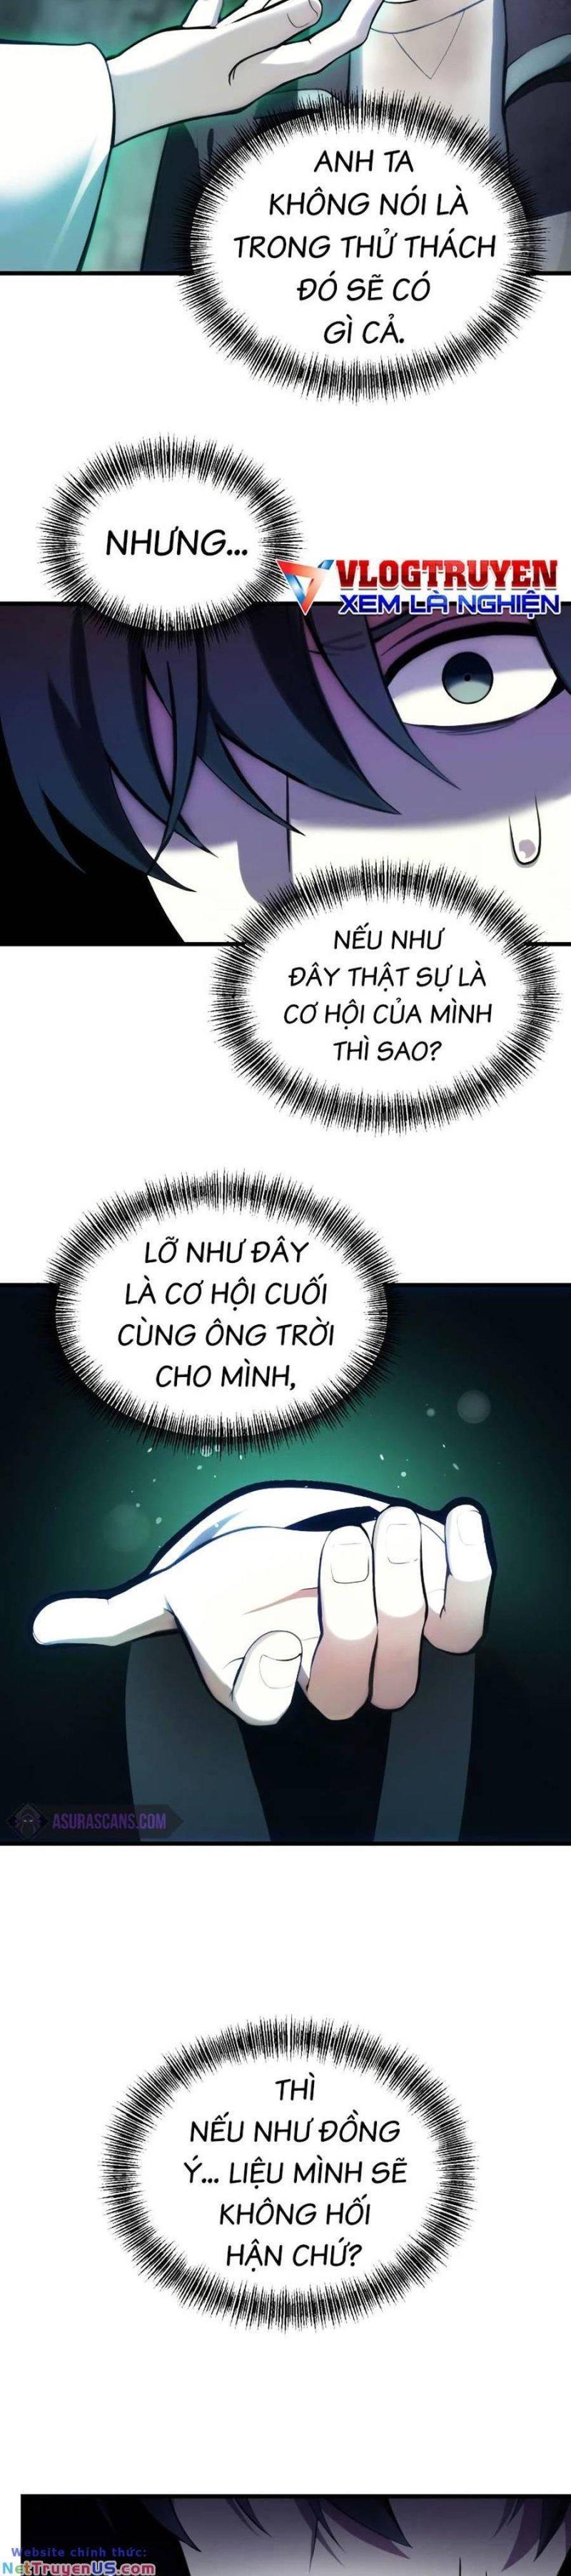 ANH TA
KHÔNG NÓI LÀ
TRONG THỬ THÁCH
ĐÓ SẼ CÓ
GÌ CẢ.
NHƯNG...
VLOGTRUYEN
XEM LÀ NGHIỆN
NẾU NHƯ
ĐÂY THẬT SỰ LÀ
CƠ HỘI CỦA MÌNH
THÌ SAO?
LỠ NHƯ ĐÂY
LÀ CƠ HỘI CUỐI
CÙNG ÔNG TRỜI
CHO MÌNH,
ASURASCANS.COM
THÌ
NẾU NHƯ ĐỒNG
Ý... LIỆU MÌNH SẼ
KHÔNG HỐI
HẬN CHỨ?
Website chính thức:
NetTruyenUS.com